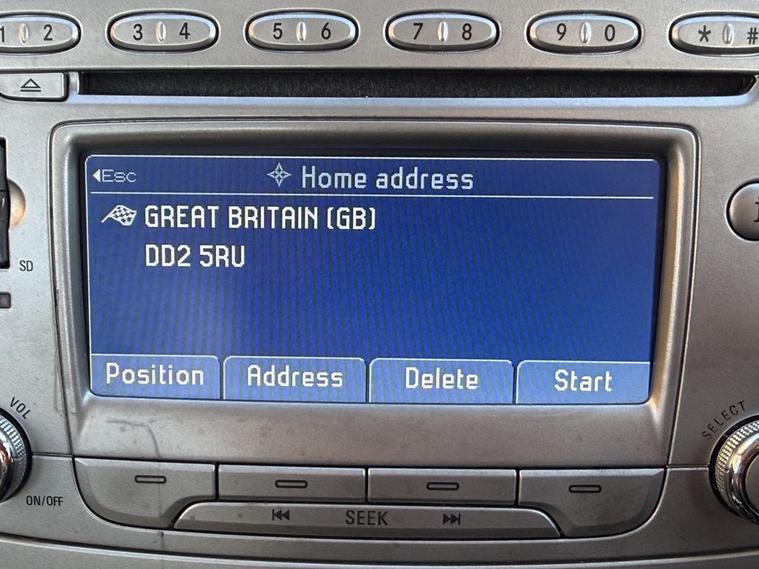 1 2 3 4 5 6 7 8 9 0 * #
Esc Home address
GREAT BRITAIN (GB)
DD2 5RU
SD
Position Address Delete Start
VOL
SELECT
ON/OFF
SEEK